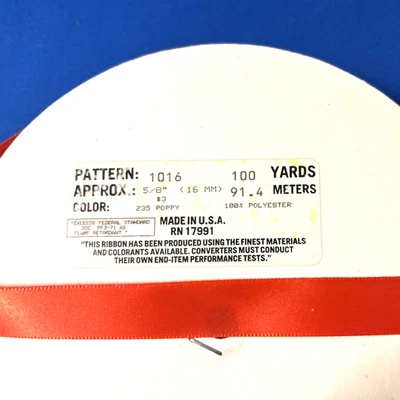 PATTERN: 1016 100 YARDS
APPROX.: 5/8" (16 MM) 91.4 METERS
#3
COLOR: 235 POPPY 100% POLYESTER
"EXCEEDS FEDERAL STANDARD
DOC FF3-71 AS
FLAME RETARDANT."
MADE IN U.S.A.
RN 17991
"THIS RIBBON HAS BEEN PRODUCED USING THE FINEST MATERIALS
AND COLORANTS AVAILABLE. CONVERTERS MUST CONDUCT
THEIR OWN END-ITEM PERFORMANCE TESTS."